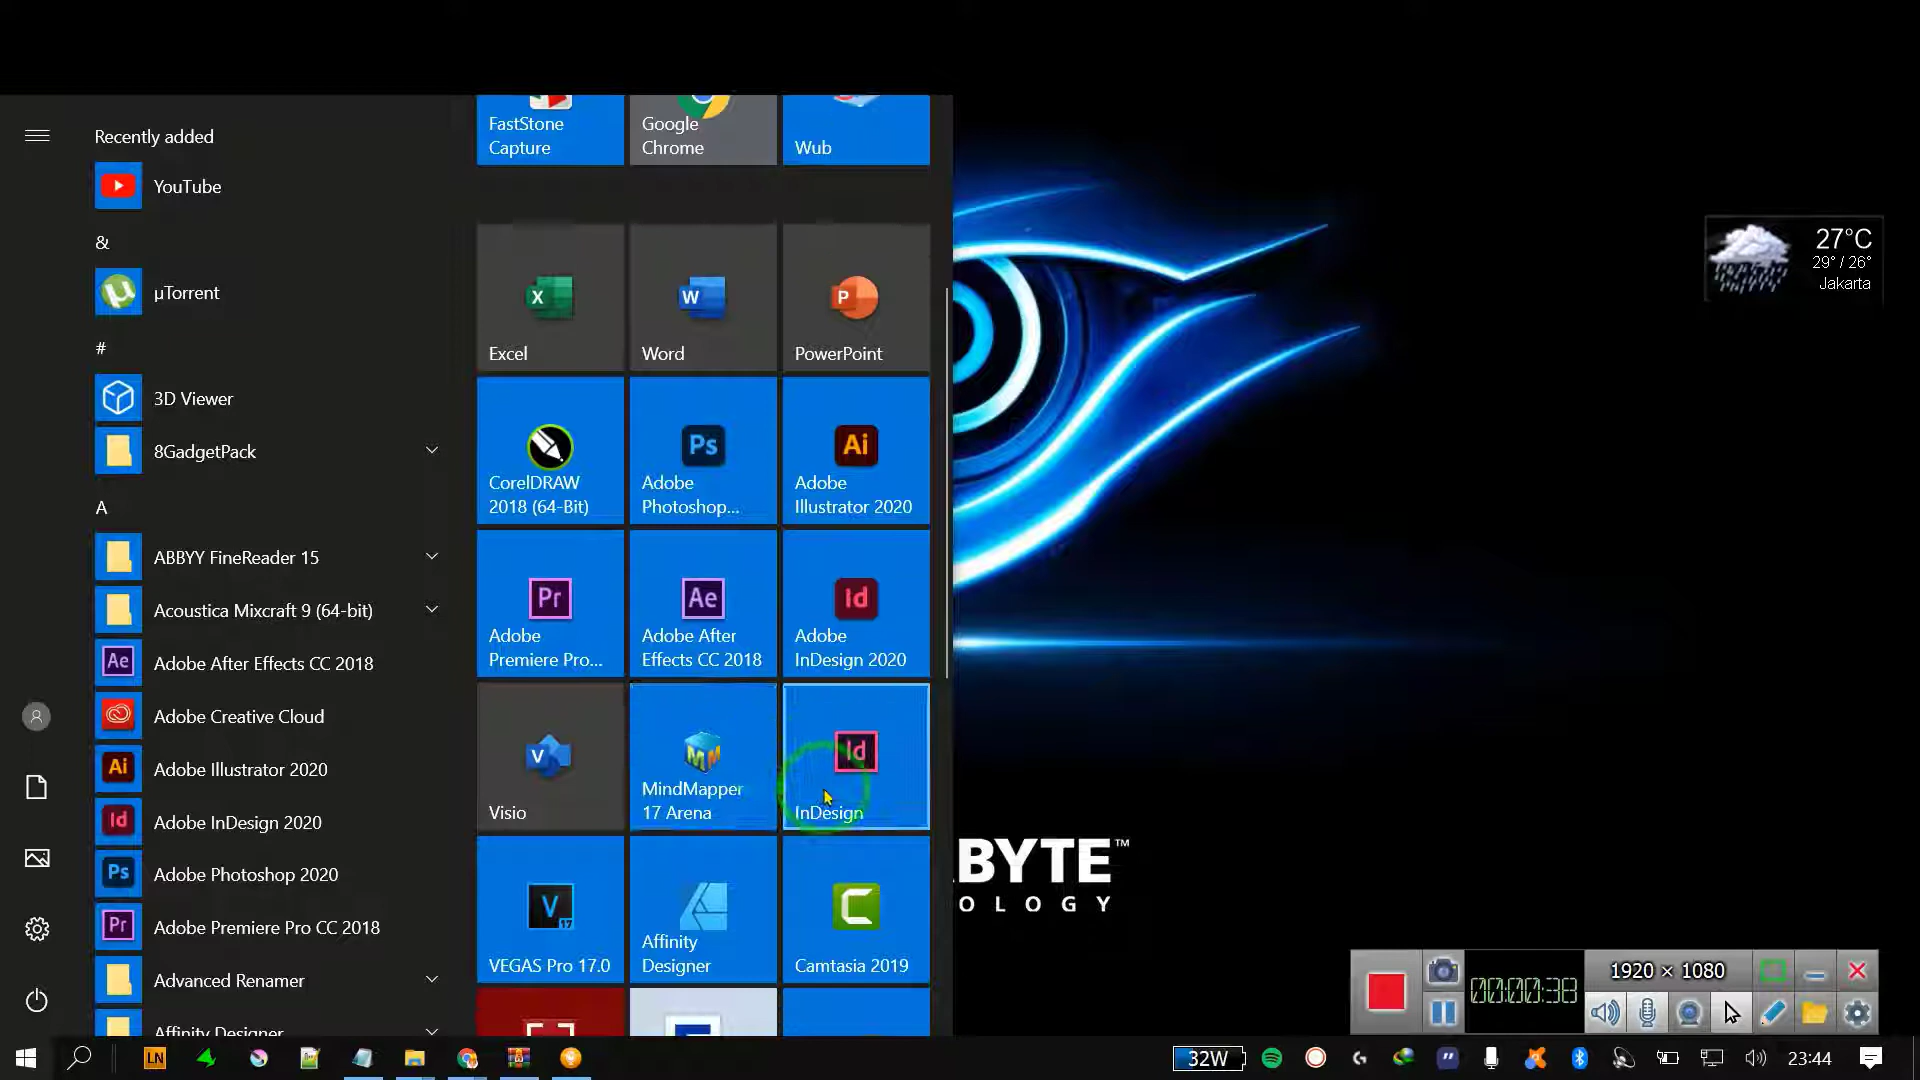 Recently added
YouTube
&
µTorrent
#
3D Viewer
8GadgetPack
A
ABBYY FineReader 15
Acoustica Mixcraft 9 (64-bit)
Adobe After Effects CC 2018
Adobe Creative Cloud
Adobe Illustrator 2020
Adobe InDesign 2020
Adobe Photoshop 2020
Adobe Premiere Pro CC 2018
Advanced Renamer
Affinity Designer
FastStone
Capture
Google
Chrome
Wub
Excel
Word
PowerPoint
CorelDRAW
2018 (64-Bit)
Adobe
Photoshop...
Adobe
Illustrator 2020
Adobe
Premiere Pro...
Adobe After
Effects CC 2018
Adobe
InDesign 2020
Visio
MindMapper
17 Arena
InDesign
VEGAS Pro 17.0
Affinity
Designer
Camtasia 2019
27°C
29° / 26°
Jakarta
BYTE™
OLOGY
00:00:38
1920 × 1080
LN
32W
23:44